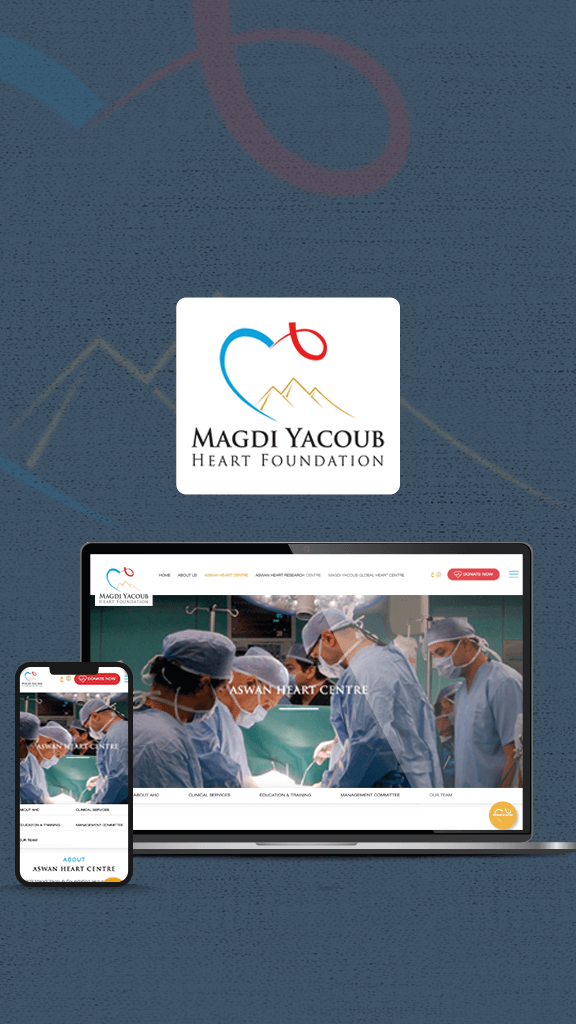 MAGDI YACOUB
HEART FOUNDATION
MAGDI YACOUB
HEART FOUNDATION
HOME ABOUT US ASWAN HEART CENTRE ASWAN HEART RESEARCH CENTRE MAGDI YACOUB GLOBAL HEART CENTRE DONATE NOW
ASWAN HEART CENTRE
ABOUT AHC CLINICAL SERVICES EDUCATION & TRAINING MANAGEMENT COMMITTEE OUR TEAM
DONATE NOW
ASWAN HEART CENTRE
ABOUT AHC CLINICAL SERVICES
EDUCATION & TRAINING MANAGEMENT COMMITTEE
OUR TEAM
ABOUT
ASWAN HEART CENTRE